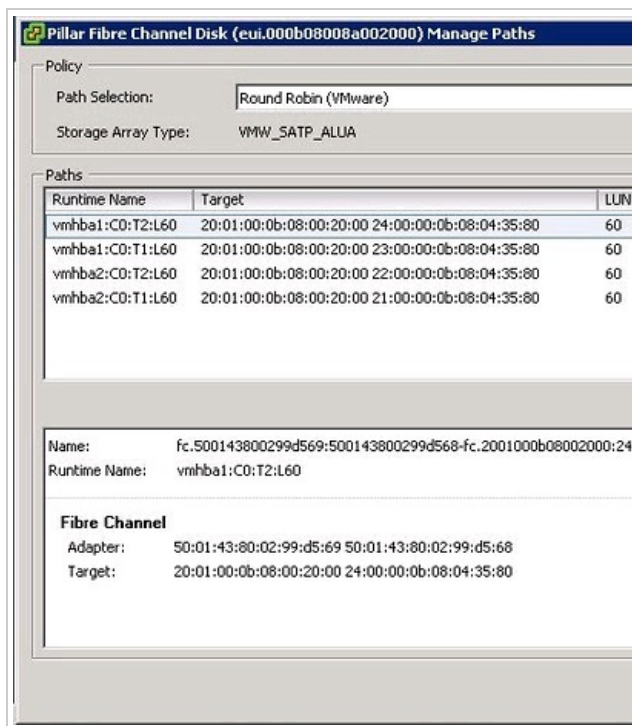 Pillar Fibre Channel Disk (eui.000b08008a002000) Manage Paths
Policy
Path Selection: Round Robin (VMware)
Storage Array Type: VMW_SATP_ALUA
Paths
Runtime Name Target LUN
vmhba1:C0:T2:L60 20:01:00:0b:08:00:20:00 24:00:00:0b:08:04:35:80 60
vmhba1:C0:T1:L60 20:01:00:0b:08:00:20:00 23:00:00:0b:08:04:35:80 60
vmhba2:C0:T2:L60 20:01:00:0b:08:00:20:00 22:00:00:0b:08:04:35:80 60
vmhba2:C0:T1:L60 20:01:00:0b:08:00:20:00 21:00:00:0b:08:04:35:80 60
Name: fc.500143800299d569:500143800299d568-fc.2001000b08002000:24
Runtime Name: vmhba1:C0:T2:L60
Fibre Channel
Adapter: 50:01:43:80:02:99:d5:69 50:01:43:80:02:99:d5:68
Target: 20:01:00:0b:08:00:20:00 24:00:00:0b:08:04:35:80